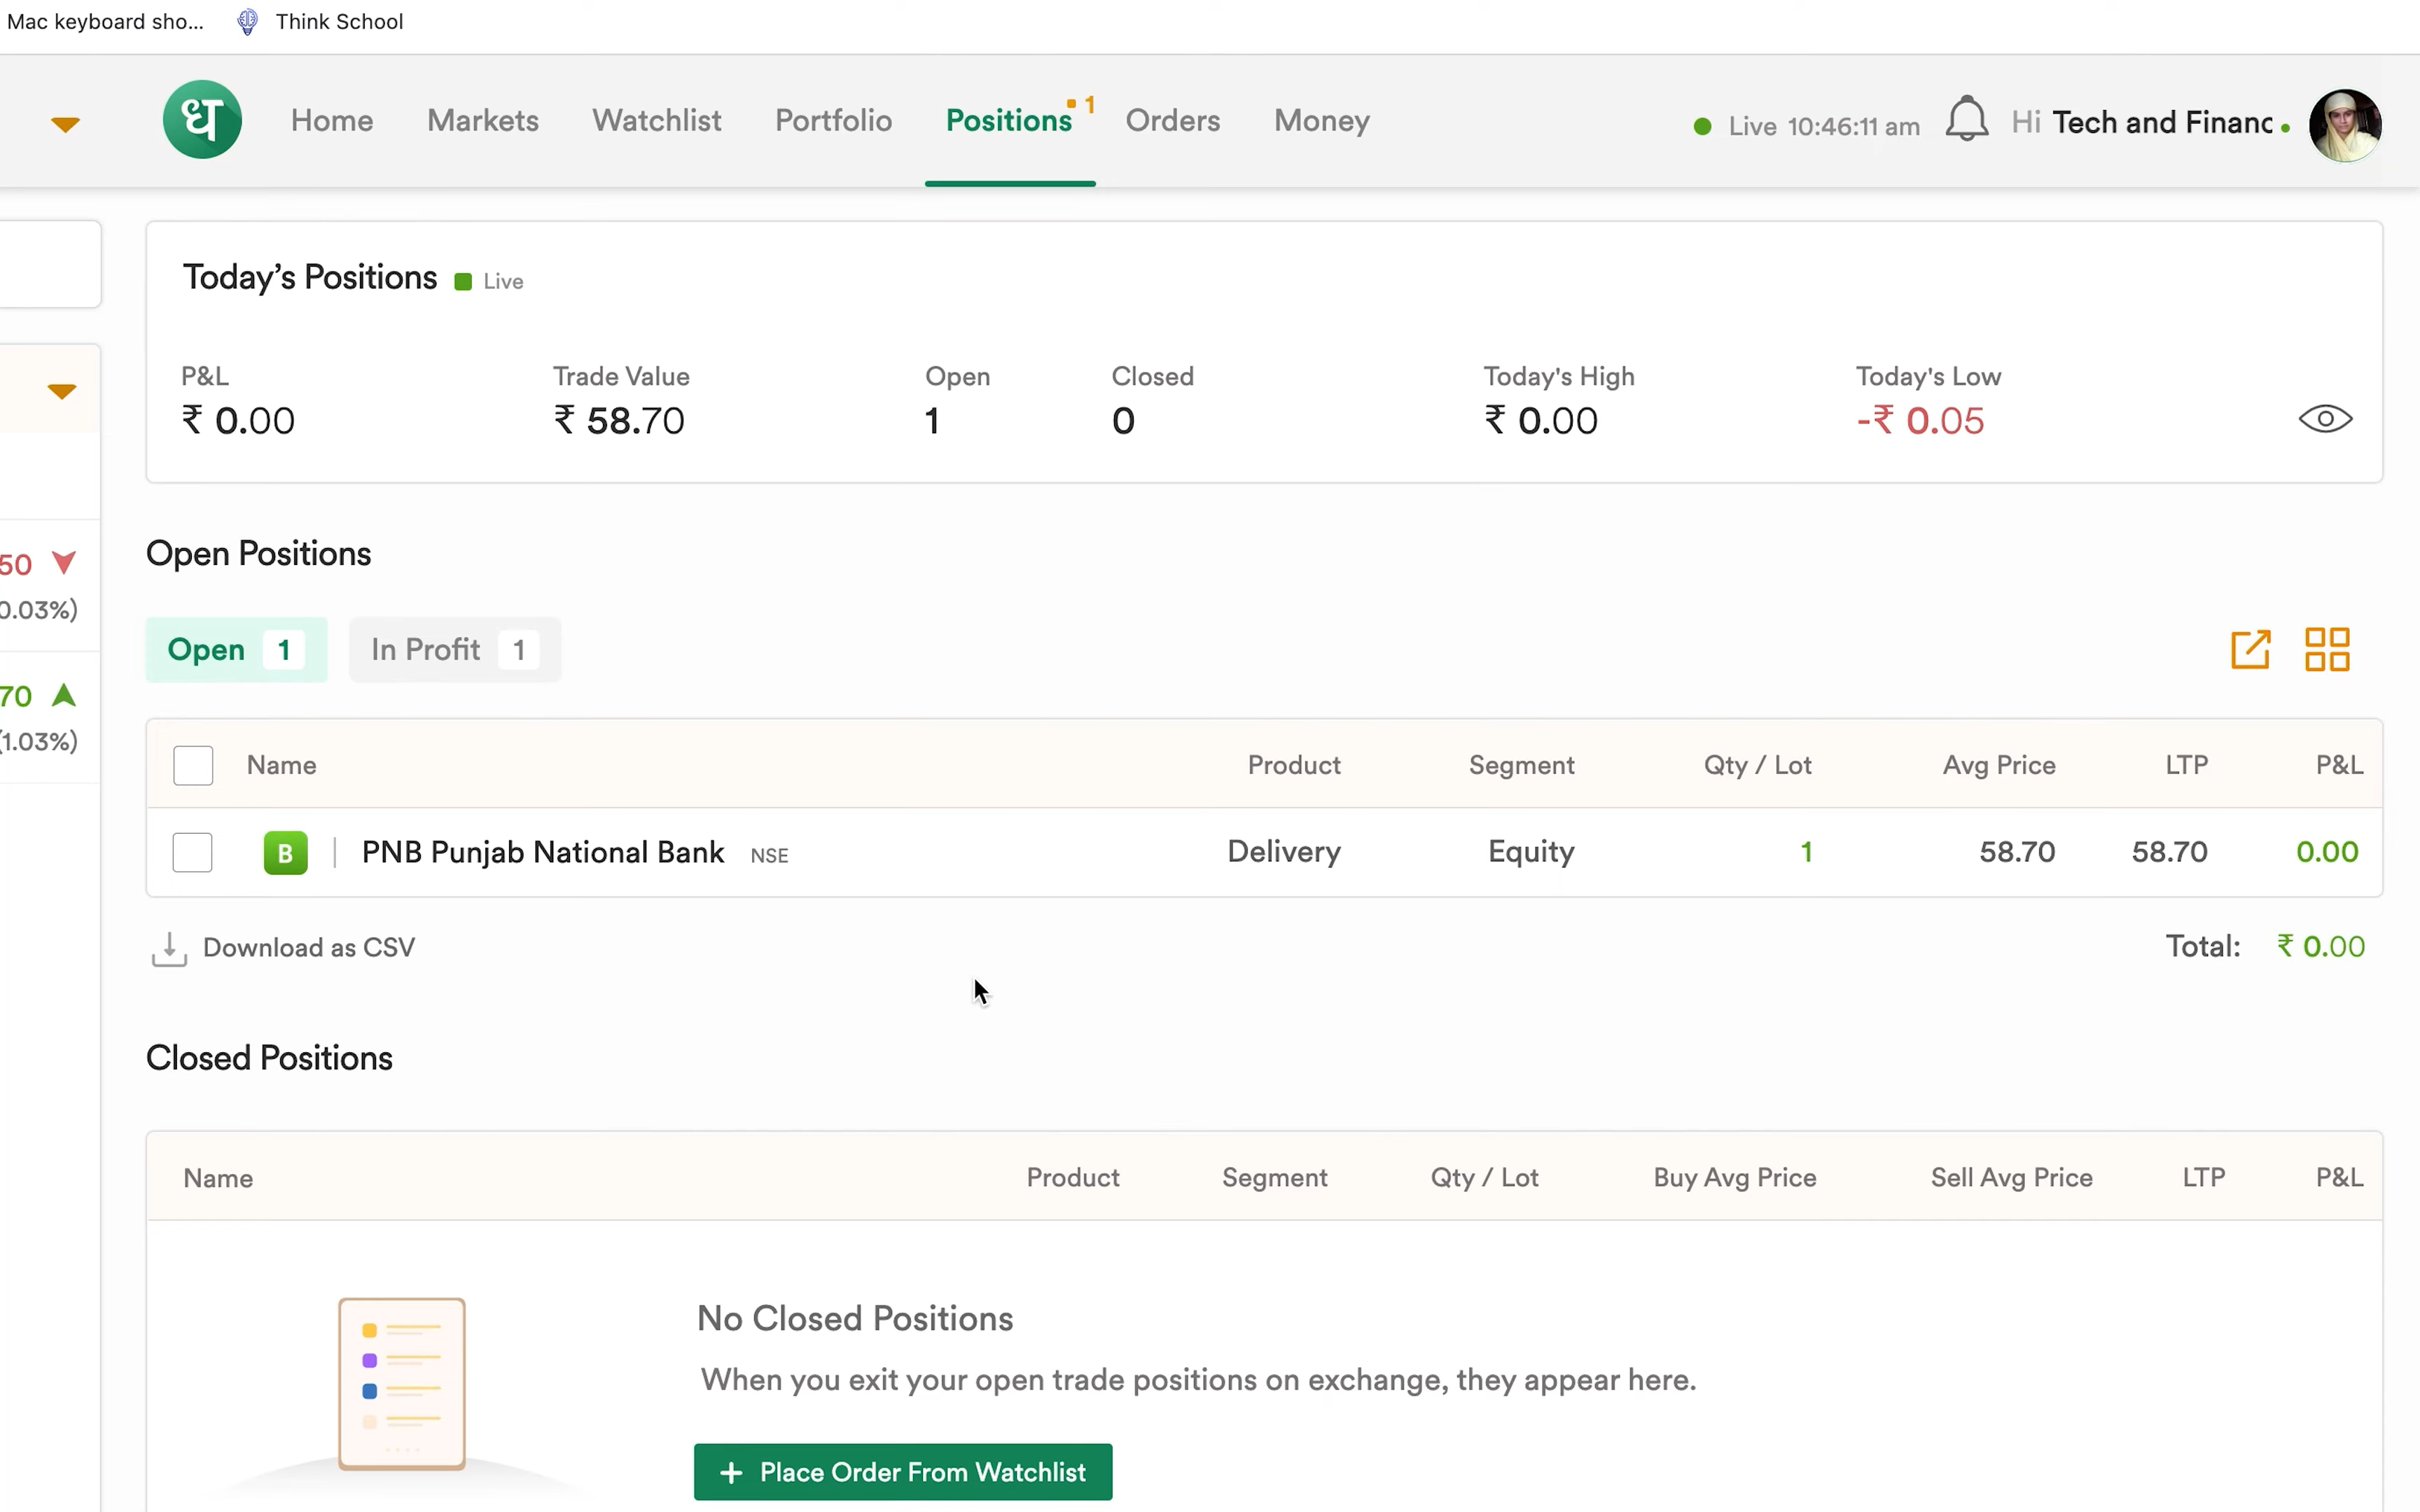 Mac keyboard sho... Think School
ध Home Markets Watchlist Portfolio Positions 1 Orders Money Live 10:46:11 am Hi Tech and Financ
Today's Positions Live
P&L Trade Value Open Closed Today's High Today's Low
₹ 0.00 ₹ 58.70 1 0 ₹ 0.00 -₹ 0.05
Open Positions
50
0.03%)
Open 1 In Profit 1
70
(1.03%)
Name Product Segment Qty / Lot Avg Price LTP P&L
B PNB Punjab National Bank NSE Delivery Equity 1 58.70 58.70 0.00
Download as CSV Total: ₹ 0.00
Closed Positions
Name Product Segment Qty / Lot Buy Avg Price Sell Avg Price LTP P&L
No Closed Positions
When you exit your open trade positions on exchange, they appear here.
+ Place Order From Watchlist